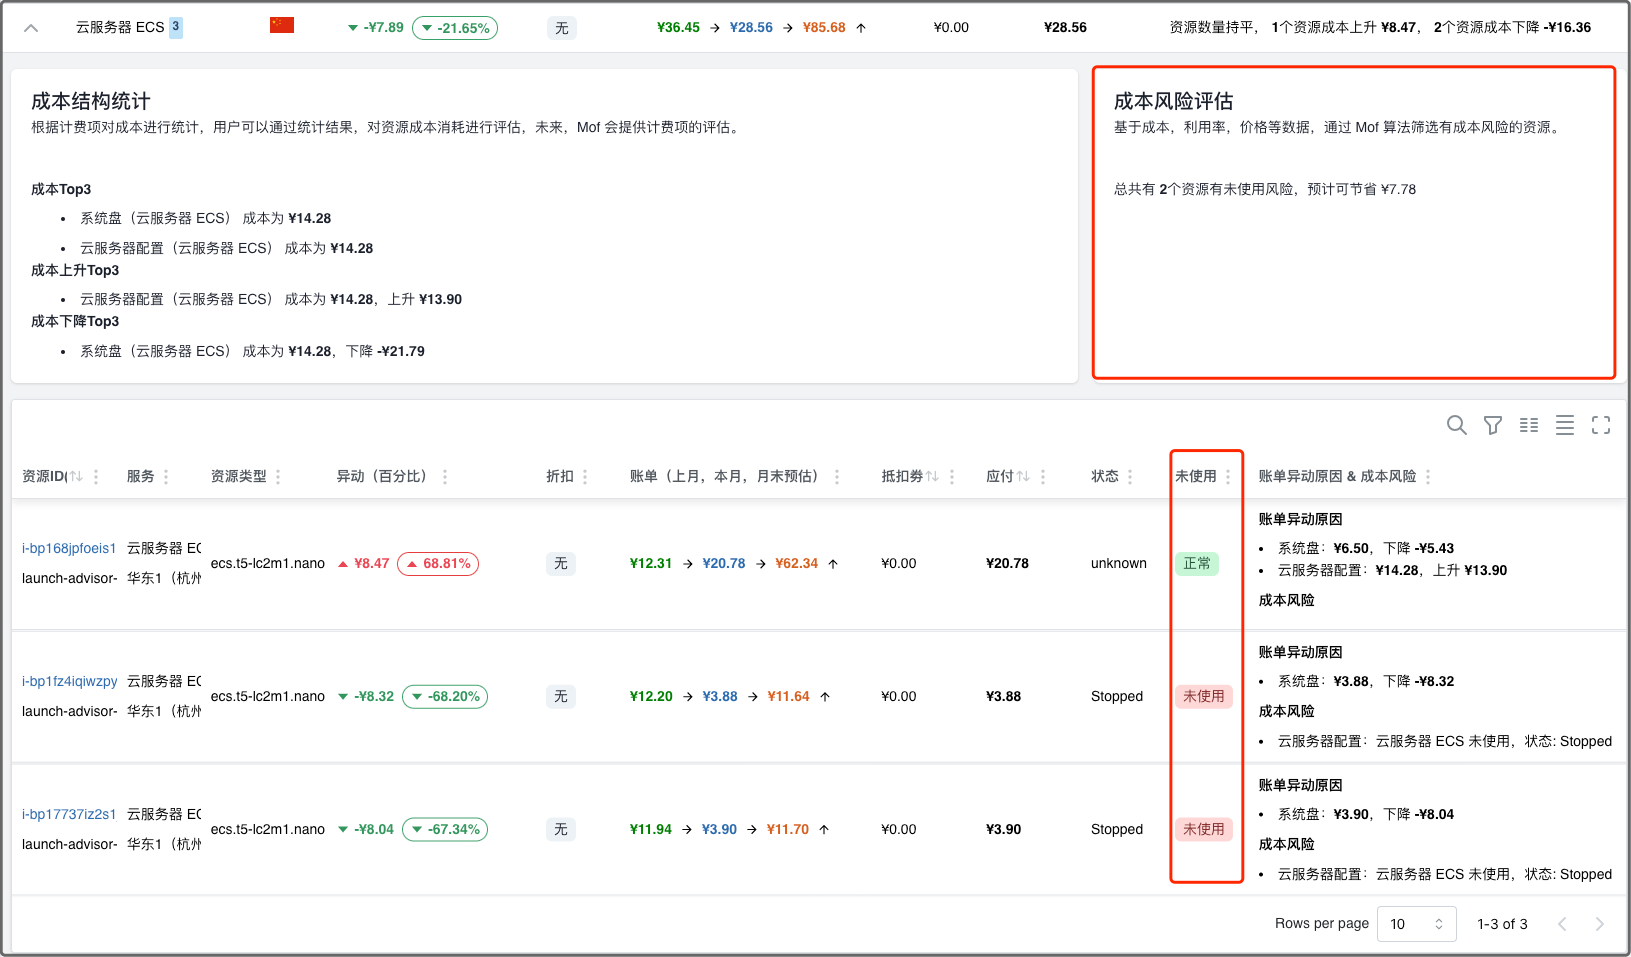 云服务器 ECS 3 -¥7.89 -21.65% 无 ¥36.45 → ¥28.56 → ¥85.68 ↑ ¥0.00 ¥28.56 资源数量持平， 1个资源成本上升 ¥8.47， 2个资源成本下降 -¥16.36
成本结构统计
根据计费项对成本进行统计，用户可以通过统计结果，对资源成本消耗进行评估，未来，Mof 会提供计费项的评估。
成本Top3
• 系统盘（云服务器 ECS） 成本为 ¥14.28
• 云服务器配置（云服务器 ECS） 成本为 ¥14.28
成本上升Top3
• 云服务器配置（云服务器 ECS） 成本为 ¥14.28，上升 ¥13.90
成本下降Top3
• 系统盘（云服务器 ECS） 成本为 ¥14.28，下降 -¥21.79
成本风险评估
基于成本，利用率，价格等数据，通过 Mof 算法筛选有成本风险的资源。
总共有 2个资源有未使用风险，预计可节省 ¥7.78
资源ID( 服务 资源类型 异动（百分比） 折扣 账单（上月，本月，月末预估） 抵扣券 应付 状态 未使用 账单异动原因 & 成本风险
i-bp168jpfoeis1 云服务器 EC
launch-advisor- 华东1（杭州
ecs.t5-lc2m1.nano ¥8.47 68.81% 无 ¥12.31 → ¥20.78 → ¥62.34 ↑ ¥0.00 ¥20.78 unknown 正常
账单异动原因
• 系统盘：¥6.50，下降 -¥5.43
• 云服务器配置：¥14.28，上升 ¥13.90
成本风险
i-bp1fz4iqiwzpy 云服务器 EC
launch-advisor- 华东1（杭州
ecs.t5-lc2m1.nano -¥8.32 -68.20% 无 ¥12.20 → ¥3.88 → ¥11.64 ↑ ¥0.00 ¥3.88 Stopped 未使用
账单异动原因
• 系统盘：¥3.88，下降 -¥8.32
成本风险
• 云服务器配置：云服务器 ECS 未使用，状态: Stopped
i-bp17737iz2s1 云服务器 EC
launch-advisor- 华东1（杭州
ecs.t5-lc2m1.nano -¥8.04 -67.34% 无 ¥11.94 → ¥3.90 → ¥11.70 ↑ ¥0.00 ¥3.90 Stopped 未使用
账单异动原因
• 系统盘：¥3.90，下降 -¥8.04
成本风险
• 云服务器配置：云服务器 ECS 未使用，状态: Stopped
Rows per page 10 1-3 of 3